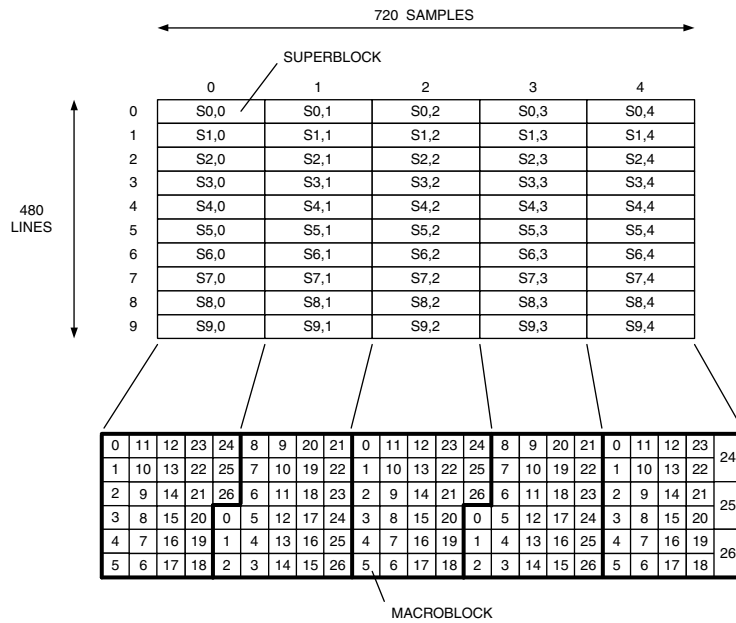 720 SAMPLES
SUPERBLOCK
0 1 2 3 4
0 S0,0 S0,1 S0,2 S0,3 S0,4
1 S1,0 S1,1 S1,2 S1,3 S1,4
2 S2,0 S2,1 S2,2 S2,3 S2,4
3 S3,0 S3,1 S3,2 S3,3 S3,4
4 S4,0 S4,1 S4,2 S4,3 S4,4
5 S5,0 S5,1 S5,2 S5,3 S5,4
6 S6,0 S6,1 S6,2 S6,3 S6,4
7 S7,0 S7,1 S7,2 S7,3 S7,4
8 S8,0 S8,1 S8,2 S8,3 S8,4
9 S9,0 S9,1 S9,2 S9,3 S9,4
480
LINES
0 11 12 23 24 8 9 20 21 0 11 12 23 24 8 9 20 21 0 11 12 23
24
1 10 13 22 25 7 10 19 22 1 10 13 22 25 7 10 19 22 1 10 13 22
2 9 14 21 26 6 11 18 23 2 9 14 21 26 6 11 18 23 2 9 14 21
25
3 8 15 20 0 5 12 17 24 3 8 15 20 0 5 12 17 24 3 8 15 20
4 7 16 19 1 4 13 16 25 4 7 16 19 1 4 13 16 25 4 7 16 19
26
5 6 17 18 2 3 14 15 26 5 6 17 18 2 3 14 15 26 5 6 17 18
MACROBLOCK